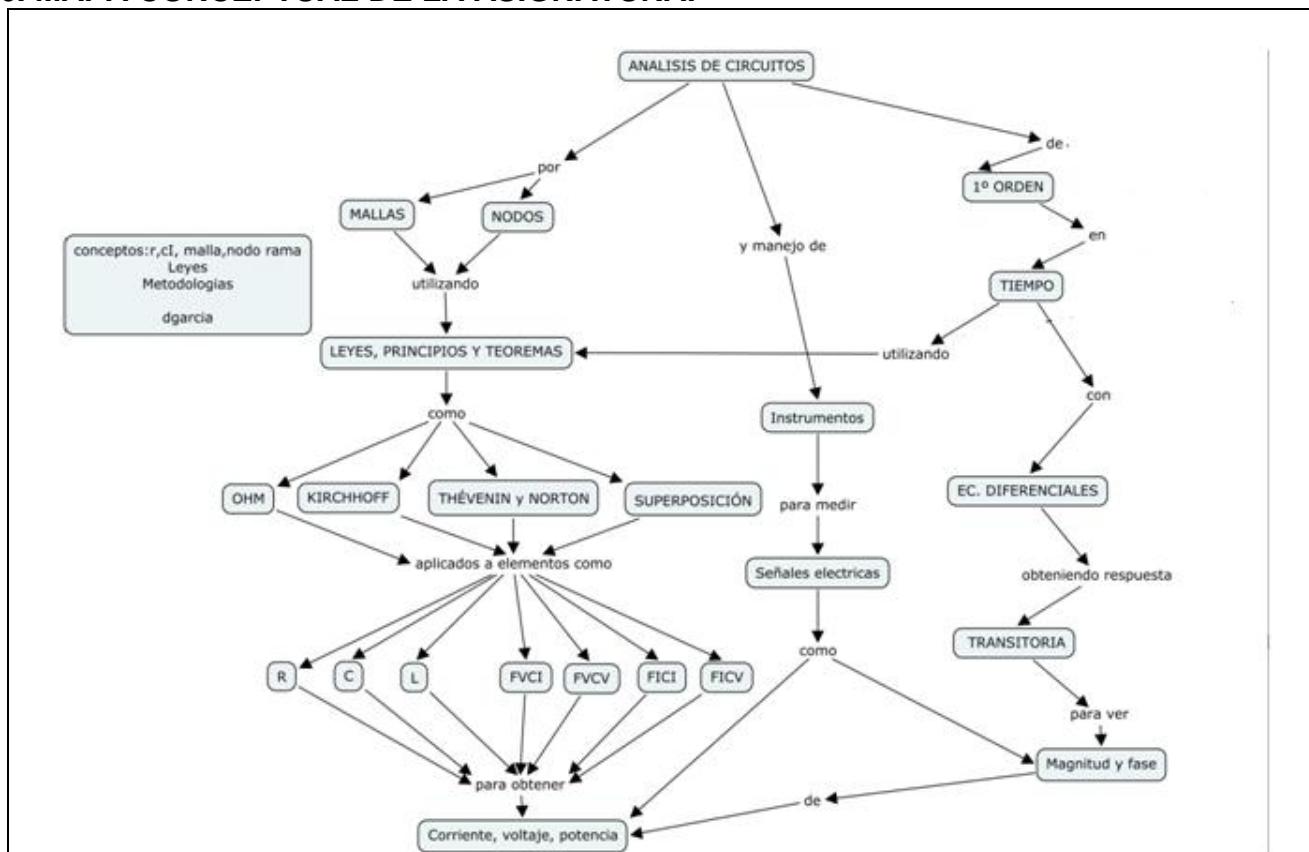 ANALISIS DE CIRCUITOS
de.
por
1º ORDEN
MALLAS
NODOS
en
y manejo de
conceptos:r,cI, malla,nodo rama
Leyes
Metodologias
dgarcia
utilizando
TIEMPO
LEYES, PRINCIPIOS Y TEOREMAS
utilizando
con
como
Instrumentos
OHM
KIRCHHOFF
THÉVENIN y NORTON
SUPERPOSICIÓN
EC. DIFERENCIALES
para medir
aplicados a elementos como
Señales electricas
obteniendo respuesta
TRANSITORIA
como
R
C
L
FVCI
FVCV
FICI
FICV
para ver
Magnitud y fase
para obtener
de
Corriente, voltaje, potencia